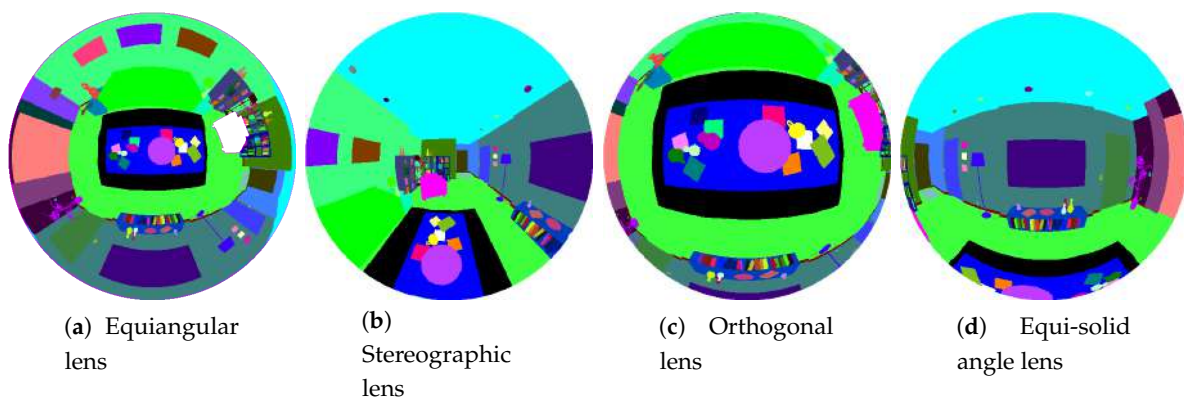 (a) Equiangular
lens
(b)
Stereographic
lens
(c) Orthogonal
lens
(d) Equi-solid
angle lens